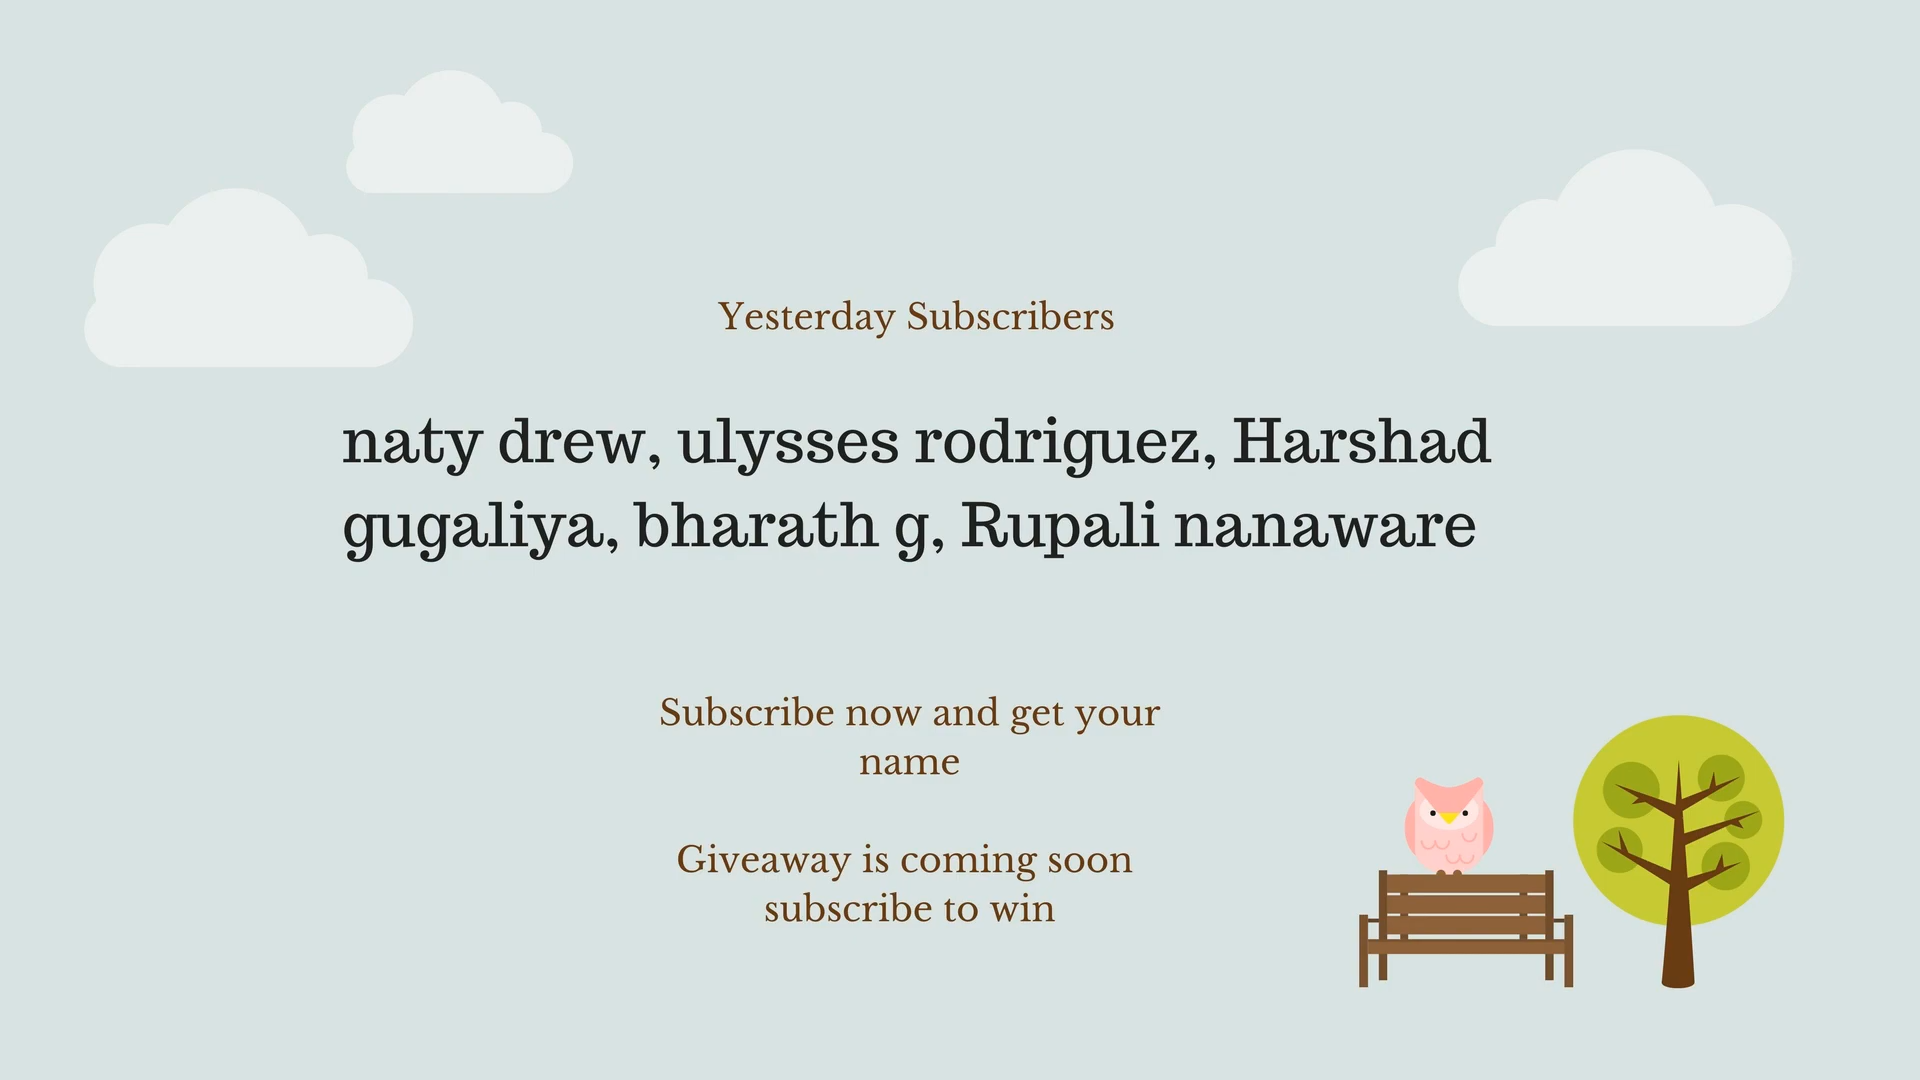 Yesterday Subscribers
naty drew, ulysses rodriguez, Harshad
gugaliya, bharath g, Rupali nanaware
Subscribe now and get your
name
Giveaway is coming soon
subscribe to win